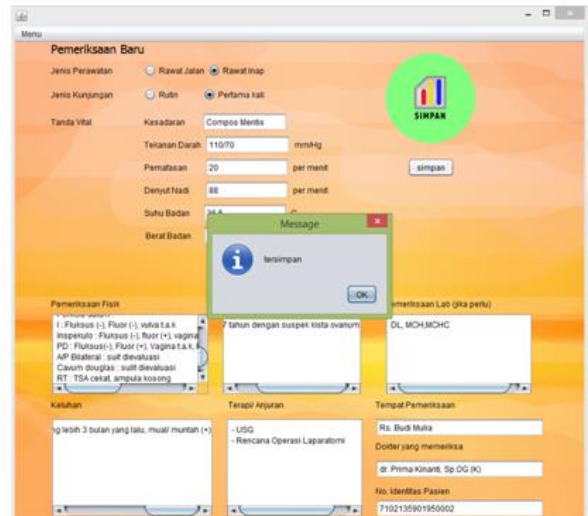 Menu
Pemeriksaan Baru
Jenis Perawatan Rawat Jalan Rawat Inap
Jenis Kunjungan Rutin Pertama kali
SIMPAN
Tanda Vital Kesadaran Compos Mentis
Tekanan Darah 110/70 mmHg
Pernafasan 20 per menit
simpan
Denyut Nadi 88 per menit
Suhu Badan C
Berat Badan
Message
tersimpan
OK
Pemeriksaan Fisik
emeriksaan Lab (jika perlu)
I : Fluksus (-), Fluor (-), vulva t.a.k
Inspekulo : Fluksus (-), fluor (+), vagina
PD : Fluksus(-), Fluor (+), Vagina t.a.k,
A/P Bilateral : sulit dievaluasi
Cavum douglas : sulit dievaluasi
RT : TSA cekat, ampula kosong
7 tahun dengan suspek kista ovarium
DL, MCH,MCHC
Keluhan
Terapi/ Anjuran
Tempat Pemeriksaan
ng lebih 3 bulan yang lalu, mual/ muntah (+)
- USG
- Rencana Operasi Laparatomi
Rs. Budi Mulia
Dokter yang memeriksa
dr. Prima Kinanti, Sp.OG (K)
No. Identitas Pasien
7102135901950002